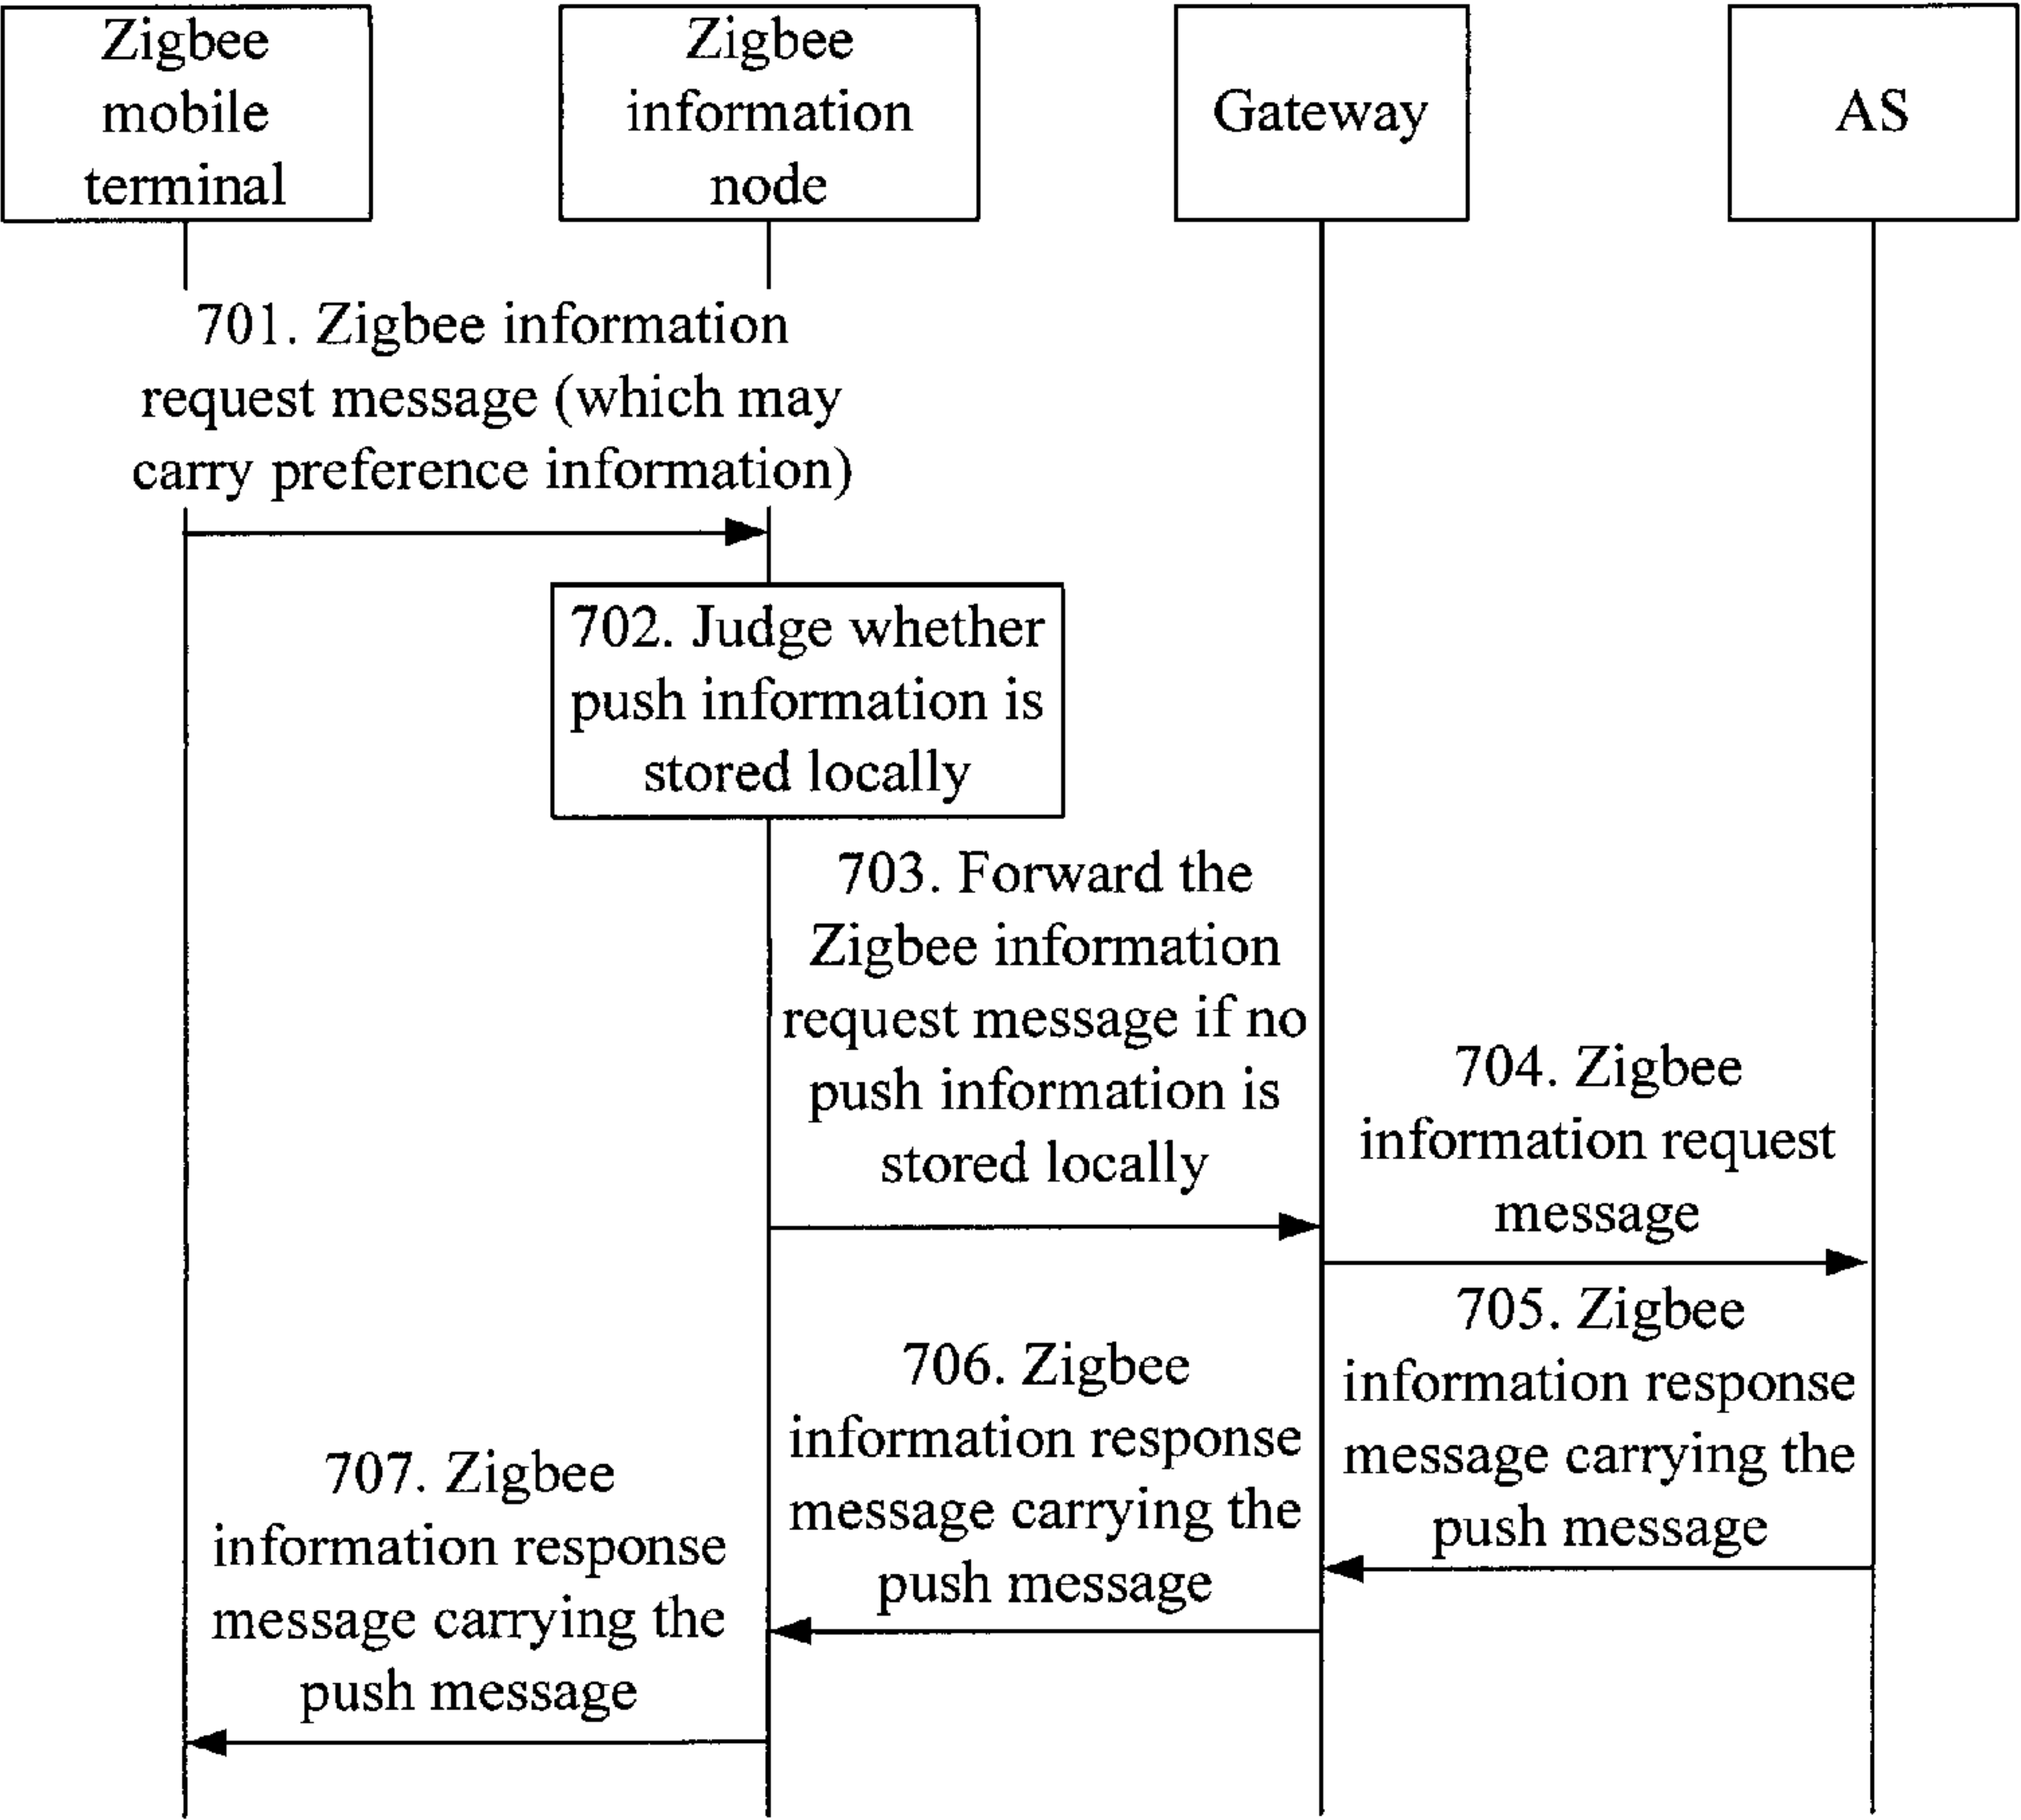 Zigbee
mobile
terminal
Zigbee
information
node
Gateway
AS
701. Zigbee information
request message (which may
carry preference information)
702. Judge whether
push information is
stored locally
703. Forward the
Zigbee information
request message if no
push information is
stored locally
704. Zigbee
information request
message
705. Zigbee
information response
message carrying the
push message
706. Zigbee
information response
message carrying the
push message
707. Zigbee
information response
message carrying the
push message